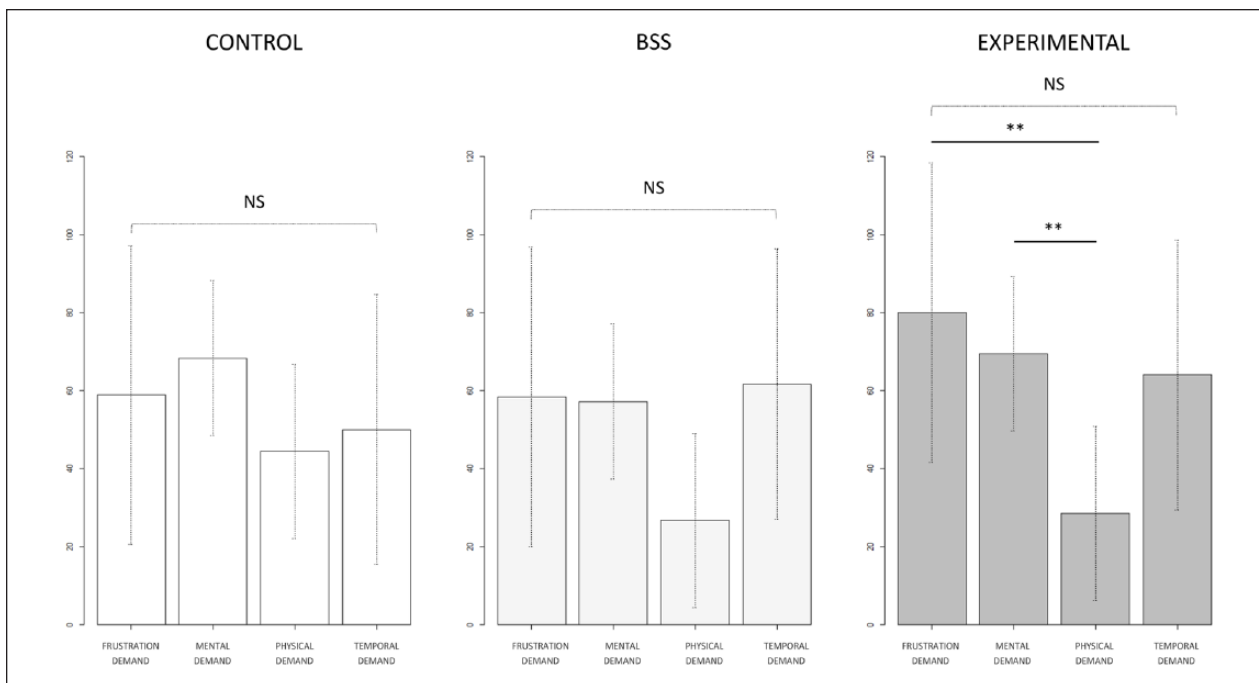 CONTROL
NS
120
100
80
60
40
20
0
FRUSTRATION DEMAND
MENTAL DEMAND
PHYSICAL DEMAND
TEMPORAL DEMAND
BSS
NS
120
100
80
60
40
20
0
FRUSTRATION DEMAND
MENTAL DEMAND
PHYSICAL DEMAND
TEMPORAL DEMAND
EXPERIMENTAL
NS
**
**
120
100
80
60
40
20
0
FRUSTRATION DEMAND
MENTAL DEMAND
PHYSICAL DEMAND
TEMPORAL DEMAND